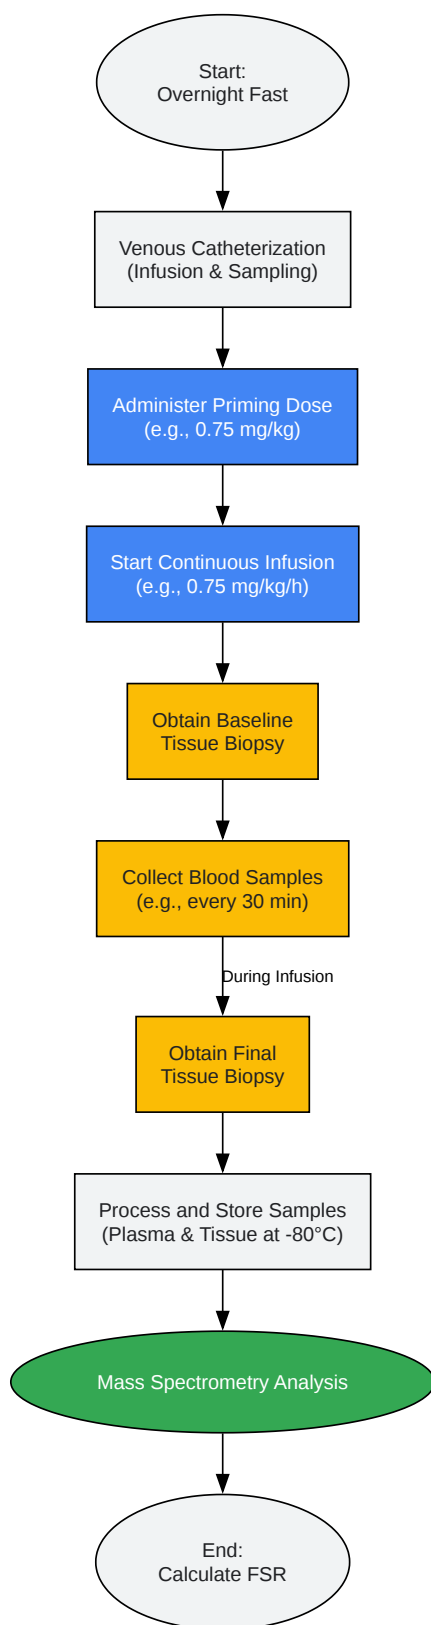 Start:
Overnight Fast
Venous Catheterization
(Infusion & Sampling)
Administer Priming Dose
(e.g., 0.75 mg/kg)
Start Continuous Infusion
(e.g., 0.75 mg/kg/h)
Obtain Baseline
Tissue Biopsy
Collect Blood Samples
(e.g., every 30 min)
During Infusion
Obtain Final
Tissue Biopsy
Process and Store Samples
(Plasma & Tissue at -80°C)
Mass Spectrometry Analysis
End:
Calculate FSR